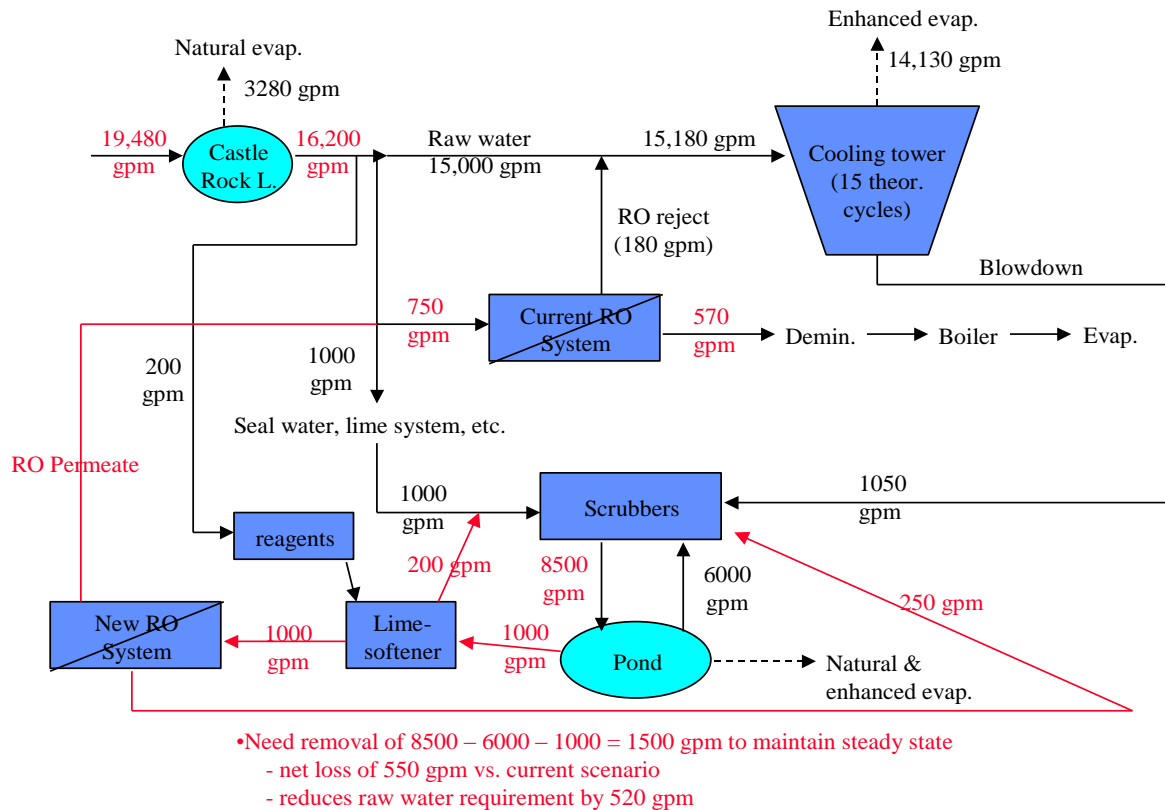 Enhanced evap.
14,130 gpm
Natural evap.
3280 gpm
19,480
gpm
Castle
Rock L.
16,200
gpm
Raw water
15,000 gpm
15,180 gpm
Cooling tower
(15 theor.
cycles)
RO reject
(180 gpm)
Blowdown
750
gpm
Current RO
System
570
gpm
Demin.
Boiler
Evap.
200
gpm
1000
gpm
Seal water, lime system, etc.
RO Permeate
1000
gpm
Scrubbers
1050
gpm
reagents
200 gpm
8500
gpm
6000
gpm
250 gpm
New RO
System
1000
gpm
Lime-
softener
1000
gpm
Pond
Natural &
enhanced evap.
•Need removal of 8500 – 6000 – 1000 = 1500 gpm to maintain steady state
- net loss of 550 gpm vs. current scenario
- reduces raw water requirement by 520 gpm